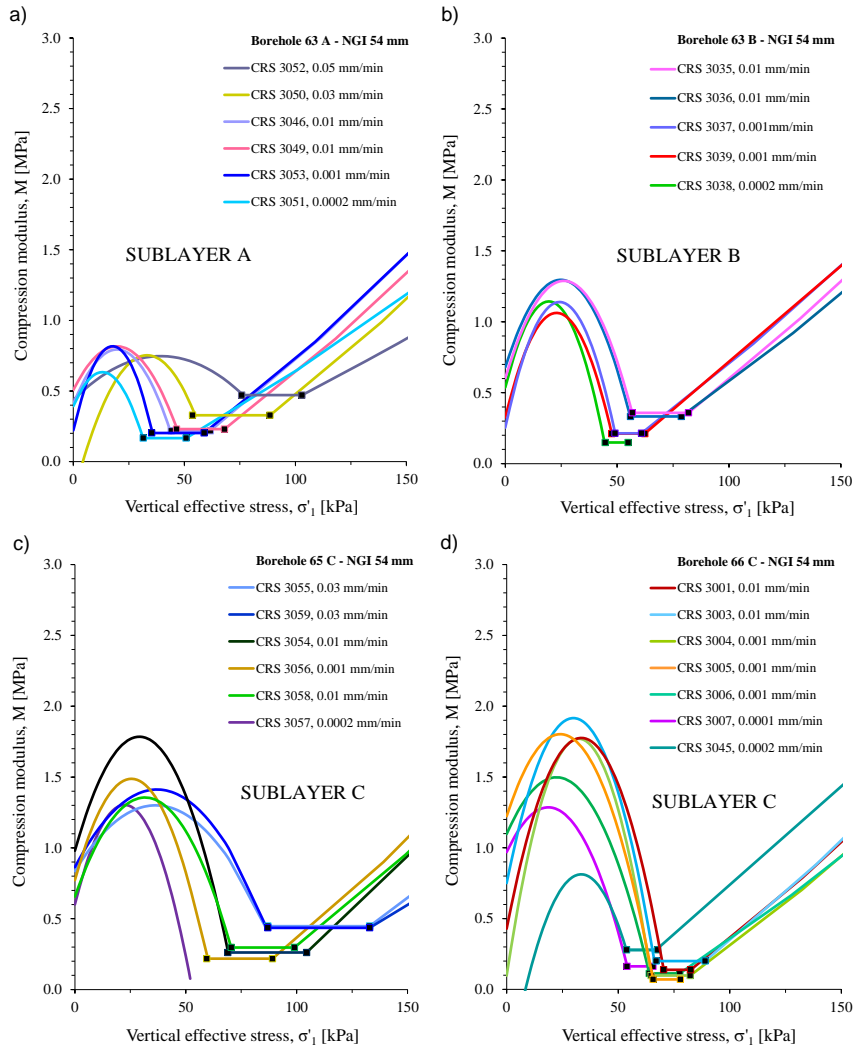 a)
Borehole 63 A - NGI 54 mm
CRS 3052, 0.05 mm/min
CRS 3050, 0.03 mm/min
CRS 3046, 0.01 mm/min
CRS 3049, 0.01 mm/min
CRS 3053, 0.001 mm/min
CRS 3051, 0.0002 mm/min
SUBLAYER A
Compression modulus, M [MPa]
3.0
2.5
2.0
1.5
1.0
0.5
0.0
0
50
100
150
Vertical effective stress, σ'1 [kPa]
b)
Borehole 63 B - NGI 54 mm
CRS 3035, 0.01 mm/min
CRS 3036, 0.01 mm/min
CRS 3037, 0.001mm/min
CRS 3039, 0.001 mm/min
CRS 3038, 0.0002 mm/min
SUBLAYER B
Compression modulus, M [MPa]
3.0
2.5
2.0
1.5
1.0
0.5
0.0
0
50
100
150
Vertical effective stress, σ'1 [kPa]
c)
Borehole 65 C - NGI 54 mm
CRS 3055, 0.03 mm/min
CRS 3059, 0.03 mm/min
CRS 3054, 0.01 mm/min
CRS 3056, 0.001 mm/min
CRS 3058, 0.01 mm/min
CRS 3057, 0.0002 mm/min
SUBLAYER C
Compression modulus, M [MPa]
3.0
2.5
2.0
1.5
1.0
0.5
0.0
0
50
100
150
Vertical effective stress, σ'1 [kPa]
d)
Borehole 66 C - NGI 54 mm
CRS 3001, 0.01 mm/min
CRS 3003, 0.01 mm/min
CRS 3004, 0.001 mm/min
CRS 3005, 0.001 mm/min
CRS 3006, 0.001 mm/min
CRS 3007, 0.0001 mm/min
CRS 3045, 0.0002 mm/min
SUBLAYER C
Compression modulus, M [MPa]
3.0
2.5
2.0
1.5
1.0
0.5
0.0
0
50
100
150
Vertical effective stress, σ'1 [kPa]